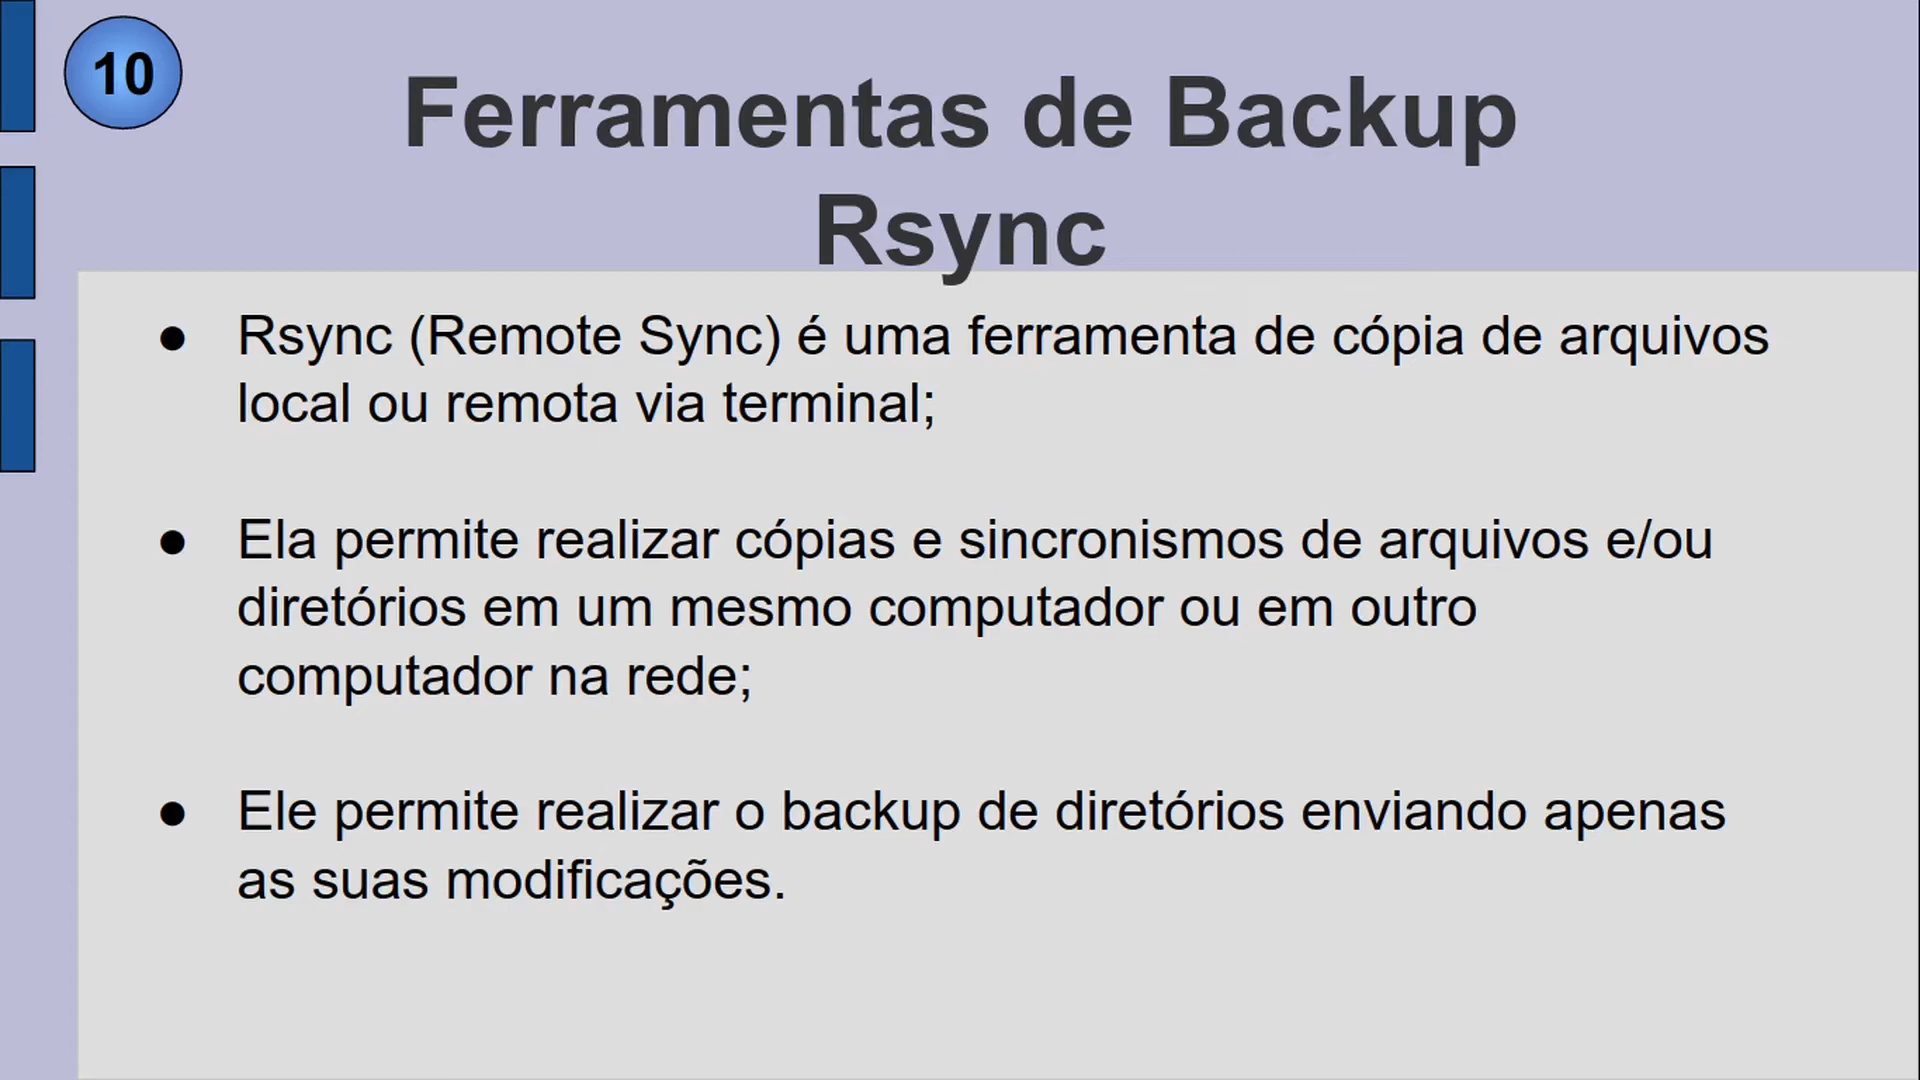 10
Ferramentas de Backup
Rsync
● Rsync (Remote Sync) é uma ferramenta de cópia de arquivos
local ou remota via terminal;
● Ela permite realizar cópias e sincronismos de arquivos e/ou
diretórios em um mesmo computador ou em outro
computador na rede;
● Ele permite realizar o backup de diretórios enviando apenas
as suas modificações.